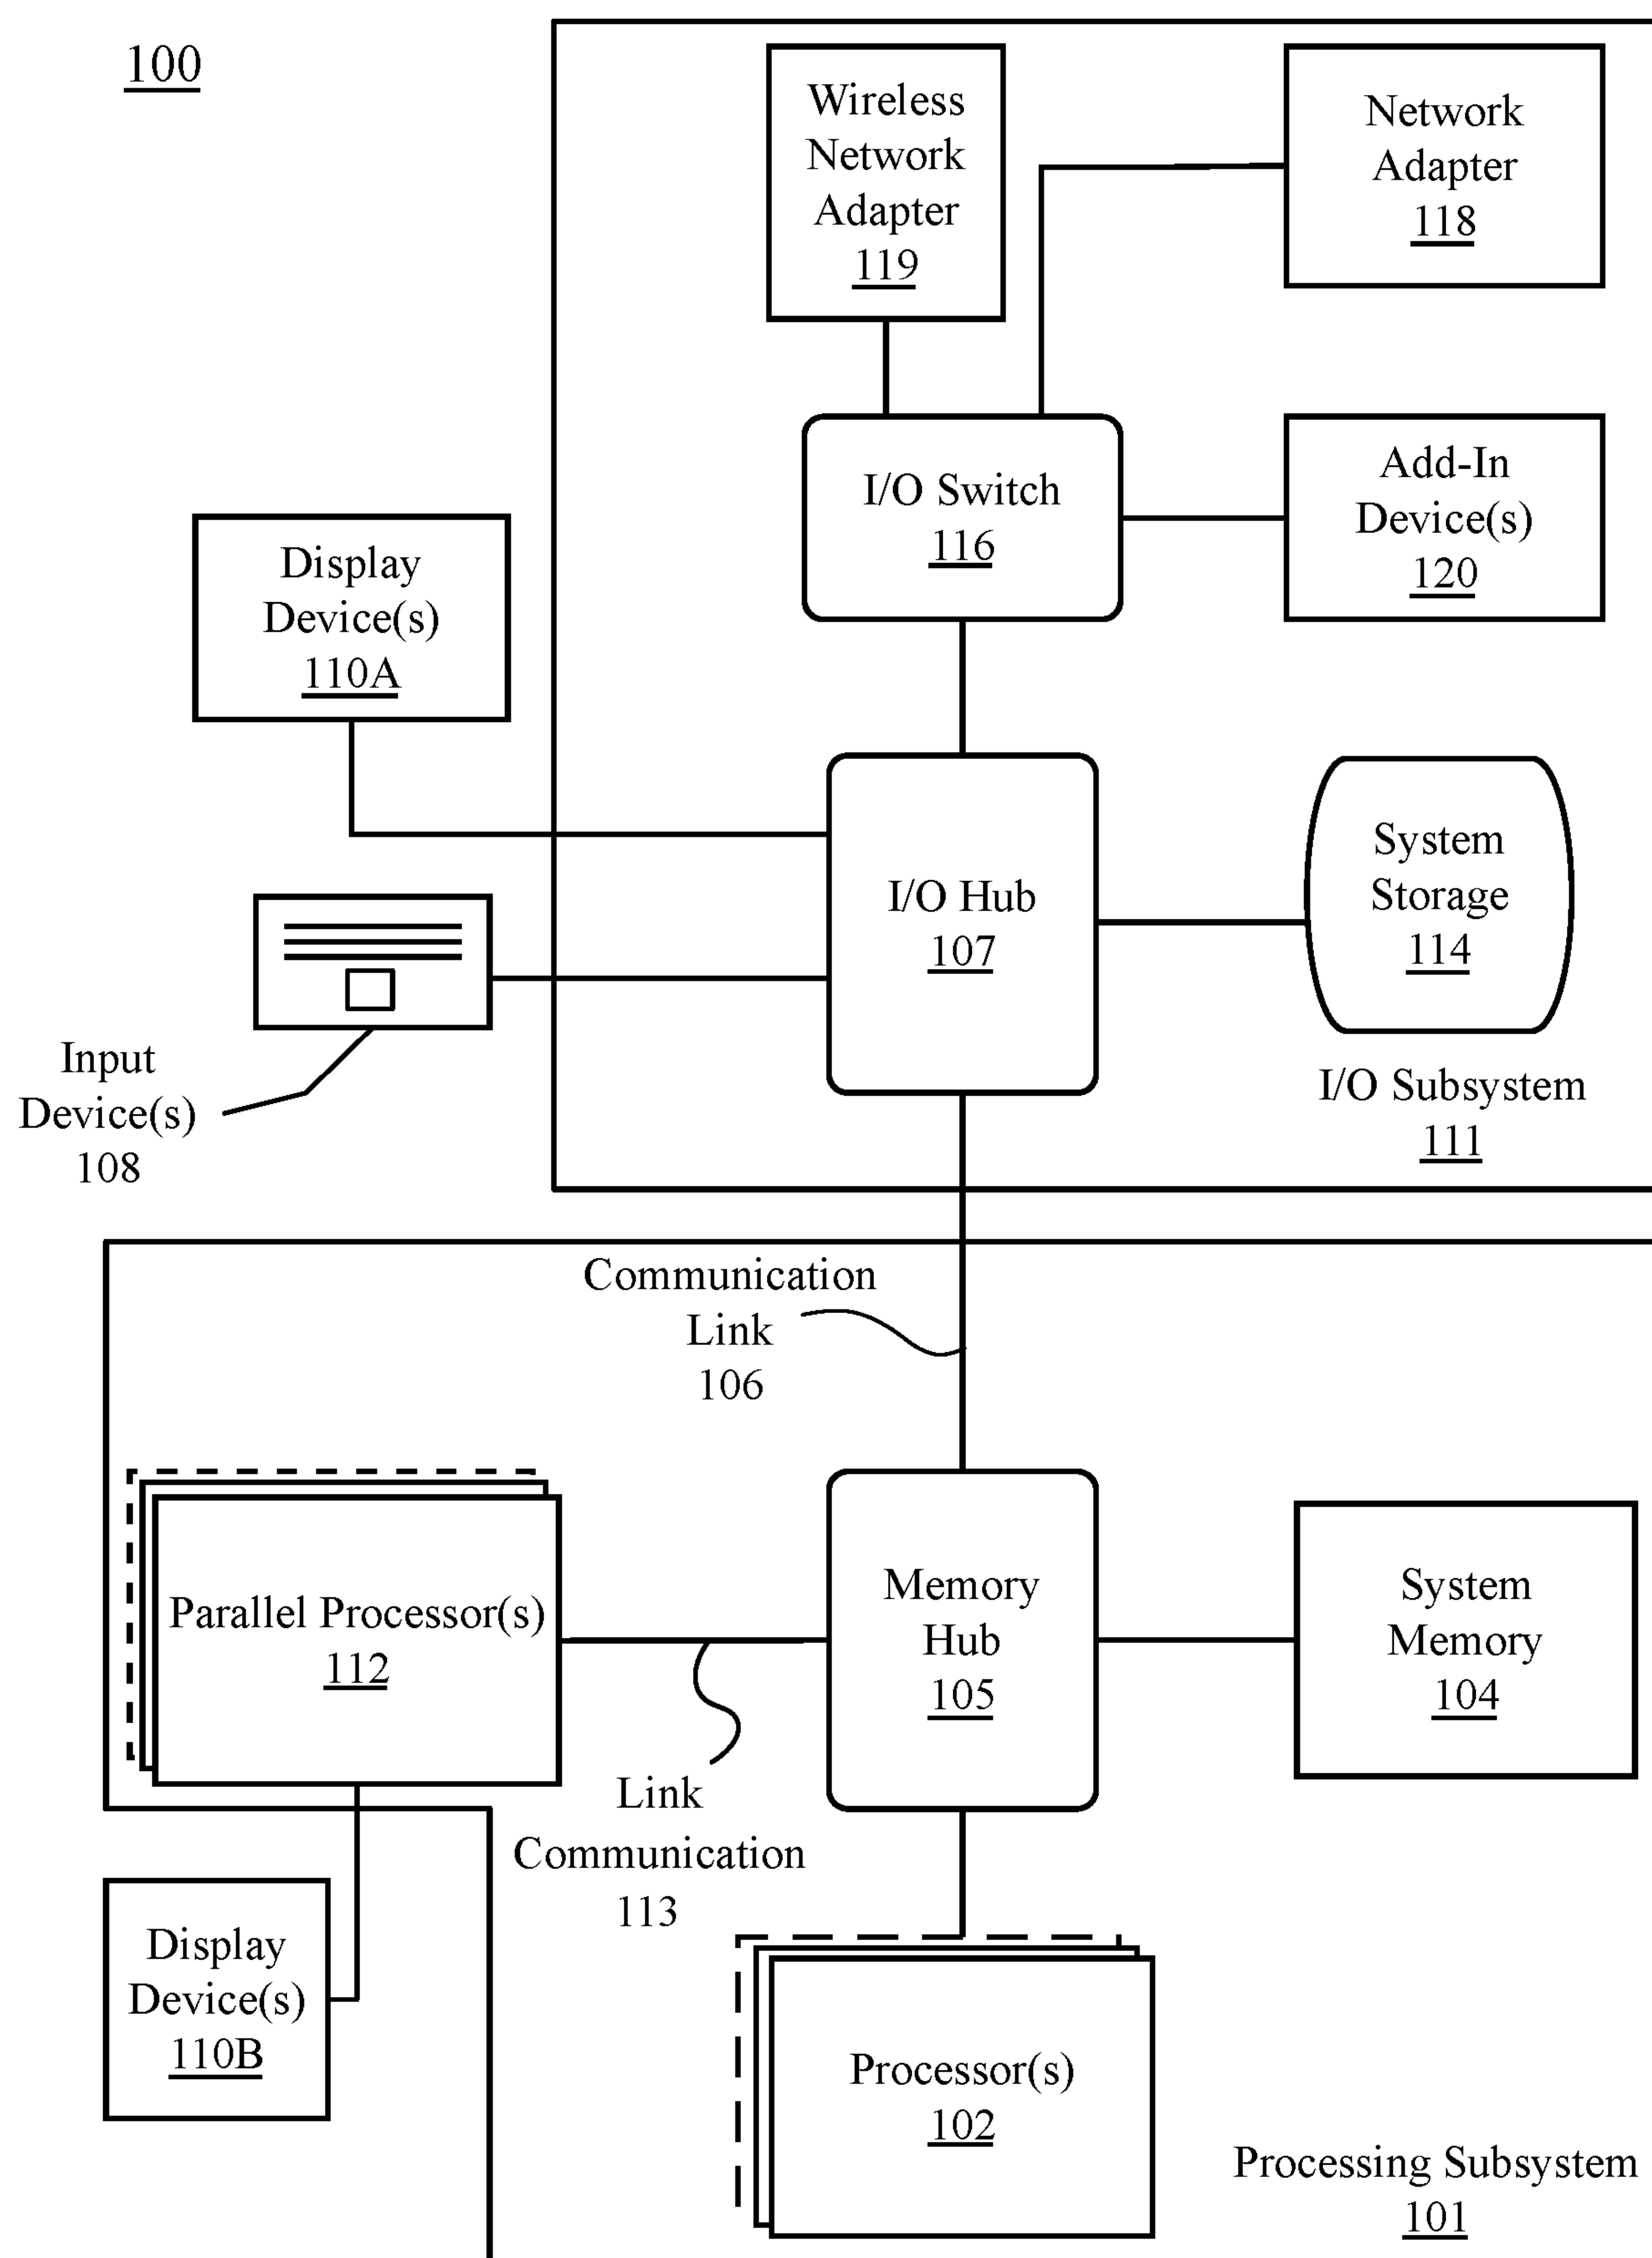 100
Wireless
Network
Adapter
119
Network
Adapter
118
I/O Switch
116
Add-In
Device(s)
120
Display
Device(s)
110A
I/O Hub
107
System
Storage
114
Input
Device(s)
108
I/O Subsystem
111
Communication
Link
106
Parallel Processor(s)
112
Memory
Hub
105
System
Memory
104
Link
Communication
113
Display
Device(s)
110B
Processor(s)
102
Processing Subsystem
101